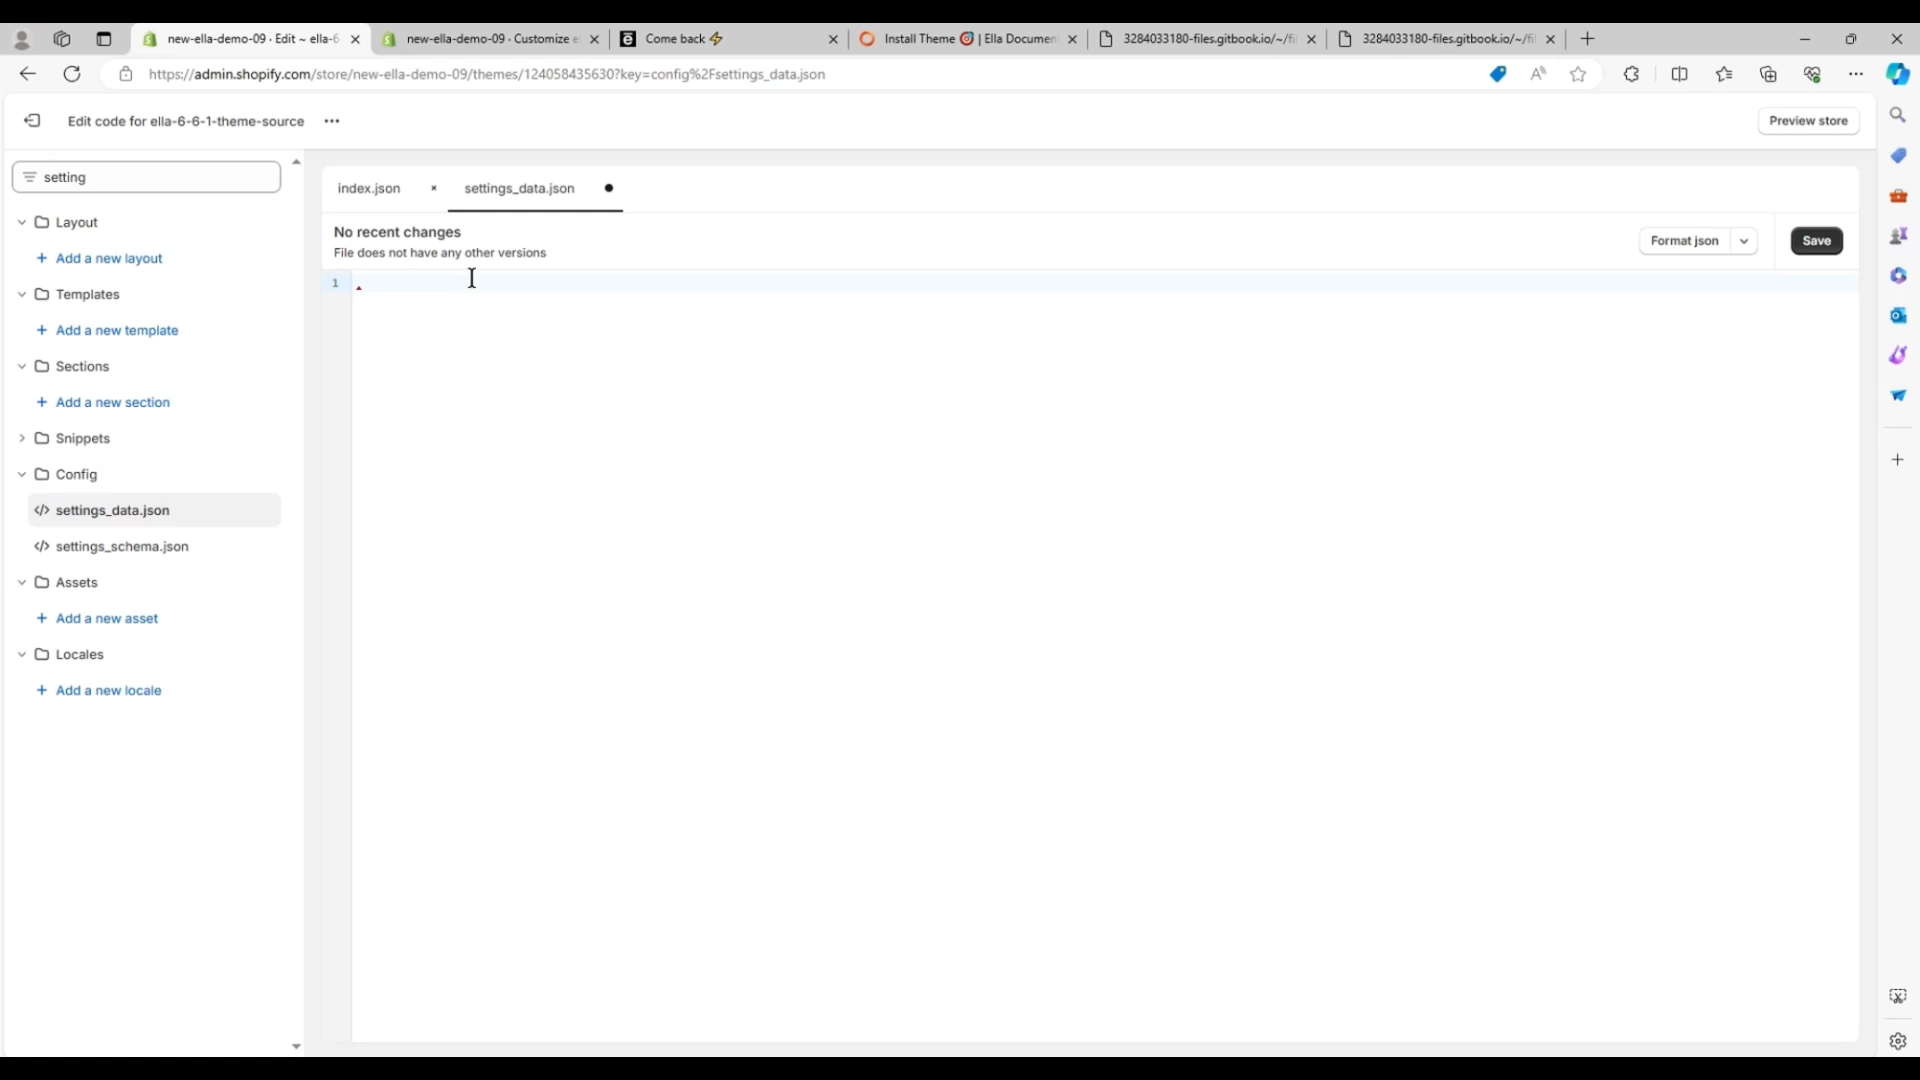 new-ella-demo-09 · Edit ~ ella-6
new-ella-demo-09 · Customize e
Come back
Install Theme | Ella Documen
3284033180-files.gitbook.io/~/fil
3284033180-files.gitbook.io/~/fil
https://admin.shopify.com/store/new-ella-demo-09/themes/124058435630?key=config%2Fsettings_data.json
Edit code for ella-6-6-1-theme-source
Preview store
setting
index.json
settings_data.json
Layout
No recent changes
File does not have any other versions
Format json
Save
Add a new layout
1
Templates
Add a new template
Sections
Add a new section
Snippets
Config
settings_data.json
settings_schema.json
Assets
Add a new asset
Locales
Add a new locale